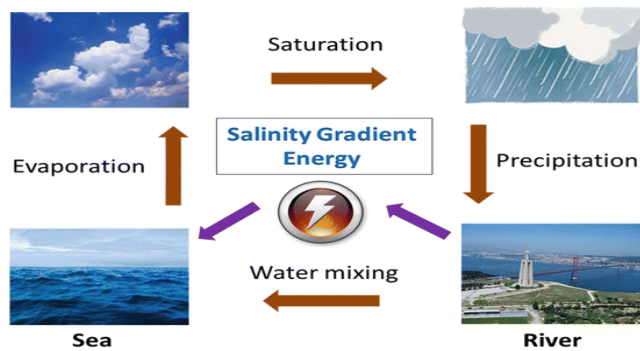 Saturation
Salinity Gradient
Energy
Evaporation
Precipitation
Water mixing
Sea
River